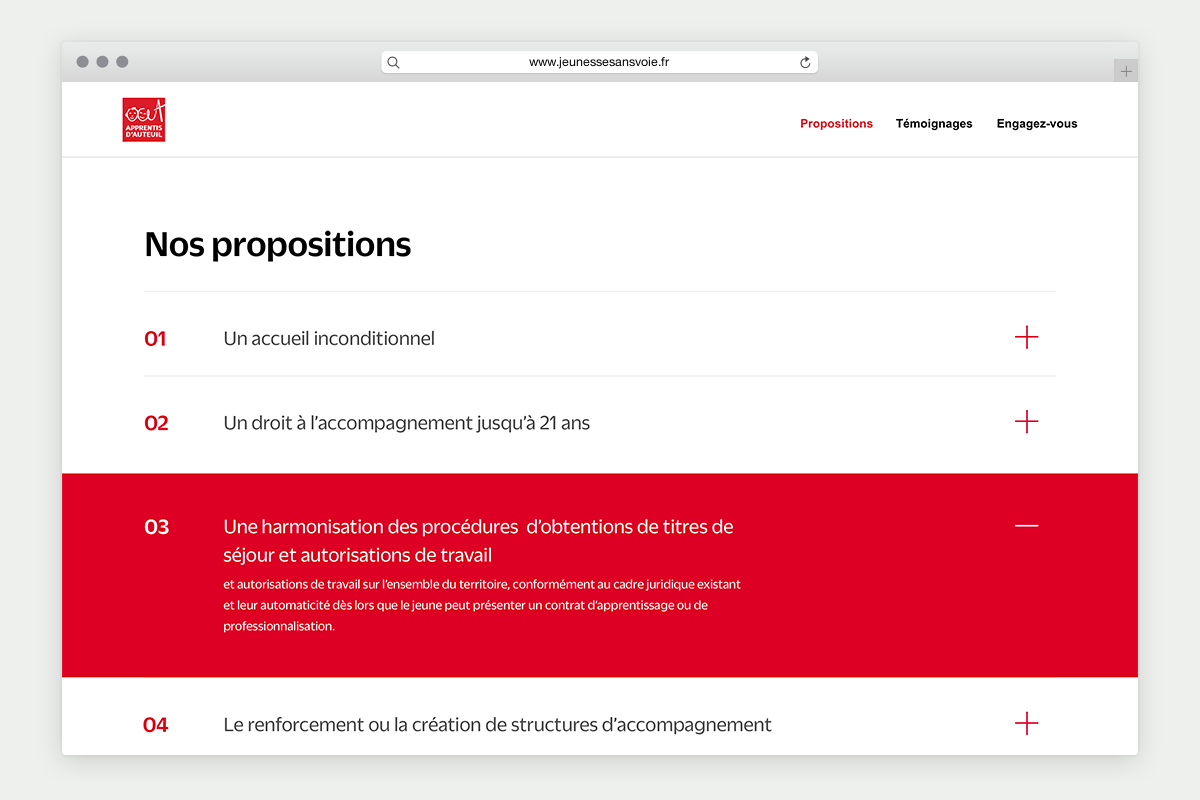 www.jeunessesansvoie.fr
APPRENTIS
D'AUTEUIL
Propositions Témoignages Engagez-vous
Nos propositions
01 Un accueil inconditionnel
02 Un droit à l’accompagnement jusqu’à 21 ans
03 Une harmonisation des procédures d’obtentions de titres de
séjour et autorisations de travail
et autorisations de travail sur l’ensemble du territoire, conformément au cadre juridique existant
et leur automaticité dès lors que le jeune peut présenter un contrat d’apprentissage ou de
professionnalisation.
04 Le renforcement ou la création de structures d’accompagnement